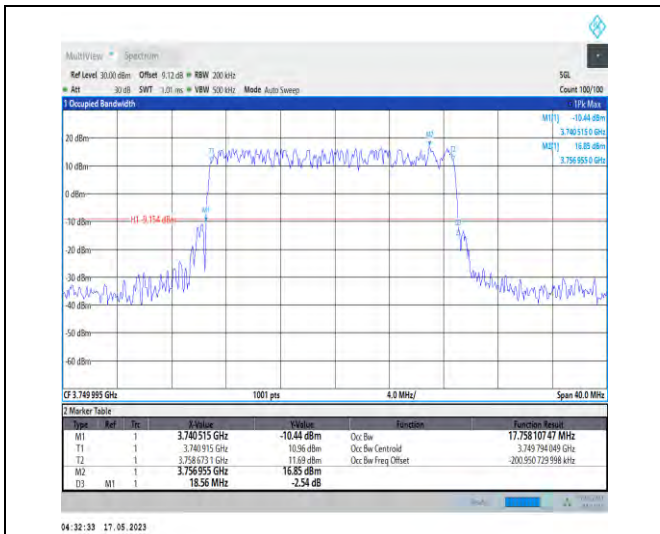 MultiView Spectrum
Ref Level 30.00 dBm Offset 9.12 dB RBW 200 kHz SGL
Att 30 dB SWT 1.01 ms VBW 500 kHz Mode Auto Sweep Count 100/100
1 Occupied Bandwidth 1Pk Max
M1[1] -10.44 dBm
3.740 515 0 GHz
M2[1] 16.85 dBm
3.756 955 0 GHz
20 dBm
10 dBm
0 dBm
-10 dBm
-20 dBm
-30 dBm
-40 dBm
-50 dBm
-60 dBm
H1 -9.154 dBm
M1
T1
M2
T2
CF 3.749 995 GHz 1001 pts 4.0 MHz/ Span 40.0 MHz
2 Marker Table
Type Ref Trc X-Value Y-Value Function Function Result
M1 1 3.740 515 GHz -10.44 dBm Occ Bw 17.758 107 47 MHz
T1 1 3.740 915 GHz 10.96 dBm Occ Bw Centroid 3.749 794 049 GHz
T2 1 3.758 673 1 GHz 11.69 dBm Occ Bw Freq Offset -200.950 729 998 kHz
M2 1 3.756 955 GHz 16.85 dBm
D3 M1 1 18.56 MHz -2.54 dB
04:32:33 17.05.2023